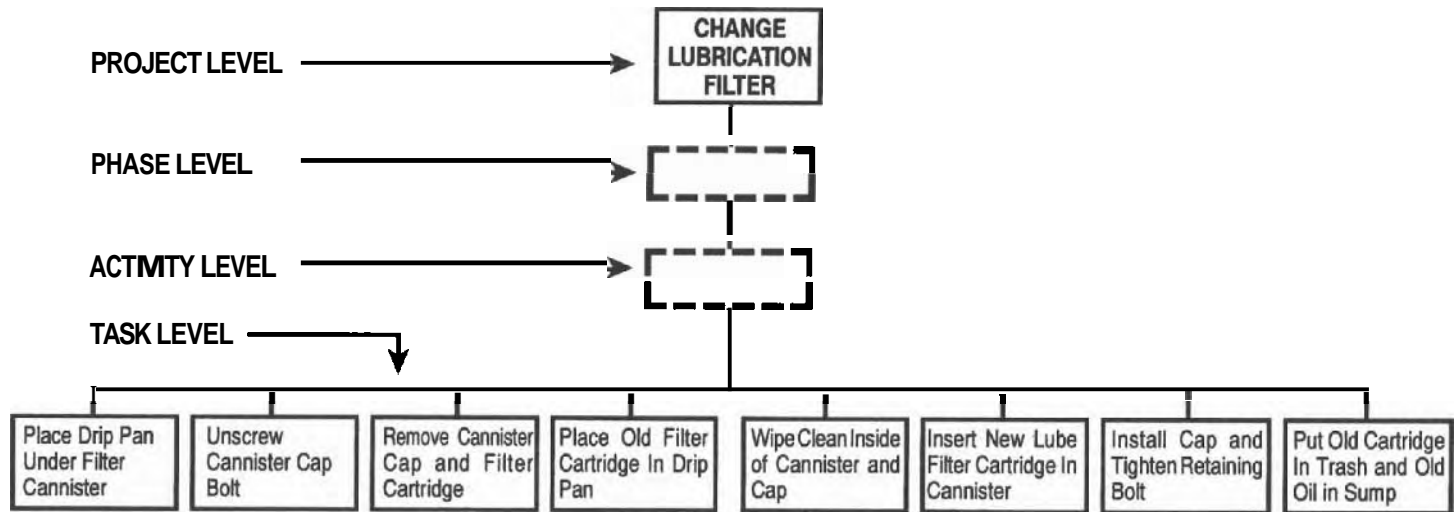 CHANGE
LUBRICATION
FILTER
PROJECT LEVEL
PHASE LEVEL
ACTIMTY LEVEL
TASK LEVEL
Place Drip Pan
Under Filter
Cannister
Unscrew
Cannister Cap
Bolt
Remove Cannister
Cap and Filter
Cartridge
Place Old Filter
Cartridge In Drip
Pan
Wipe Clean Inside
of Cannister and
Cap
Insert New Lube
Filter Cartridge In
Cannister
Install Cap and
Tighten Retaining
Bolt
Put Old Cartridge
In Trash and Old
Oil in Sump